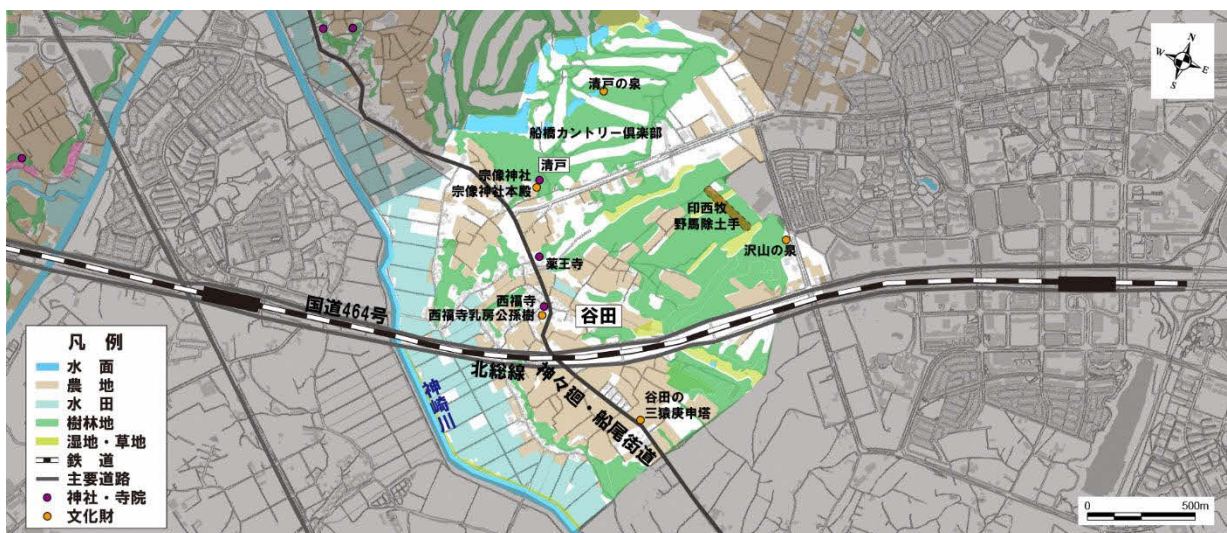 N
W
E
S
清戸の泉
船橋カントリー倶楽部
清戸
宗像神社
宗像神社本殿
印西牧
野馬除土手
沢山の泉
薬王寺
西福寺
西福寺乳房公孫樹
谷田
国道464号
北総線
神々廻・船尾街道
神崎川
谷田の
三猿庚申塔
凡 例
水 面
農 地
水 田
樹林地
湿地・草地
鉄 道
主要道路
神社・寺院
文化財
0 500m